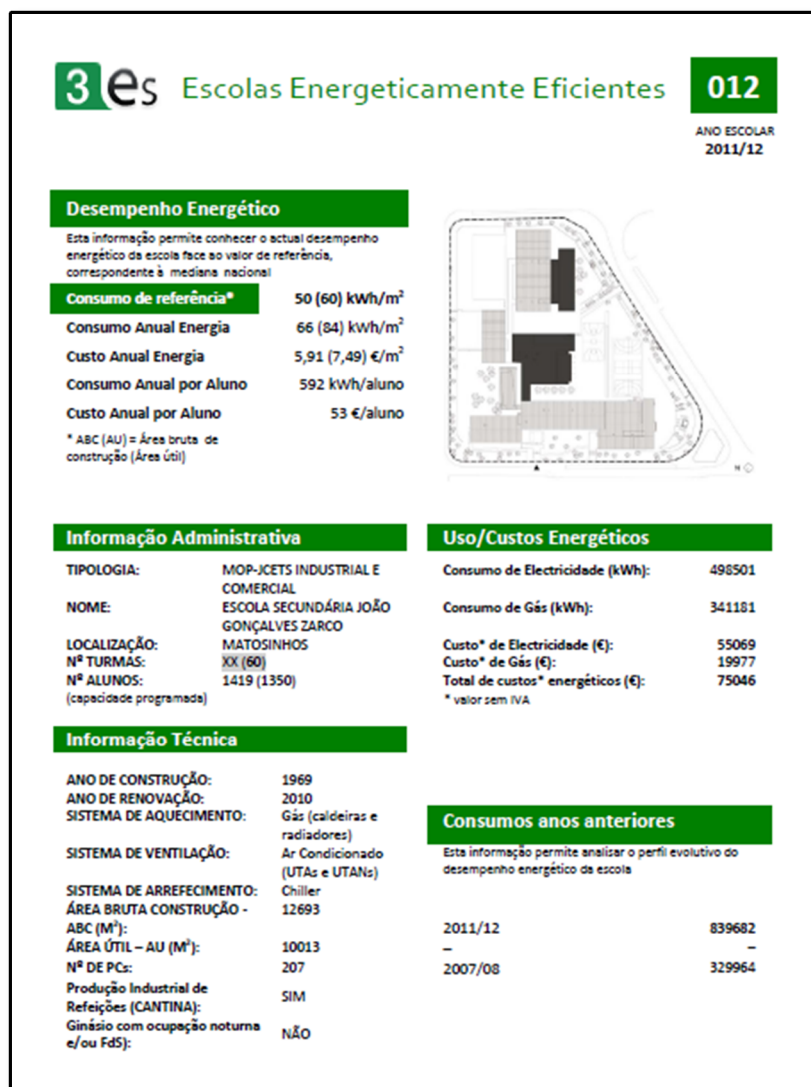 3 es Escolas Energeticamente Eficientes
012
ANO ESCOLAR
2011/12
Desempenho Energético
Esta informação permite conhecer o actual desempenho
energético da escola face ao valor de referência,
correspondente à mediana nacional
Consumo de referência* 50 (60) kWh/m²
Consumo Anual Energia 66 (84) kWh/m²
Custo Anual Energia 5,91 (7,49) €/m²
Consumo Anual por Aluno 592 kWh/aluno
Custo Anual por Aluno 53 €/aluno
* ABC (AU) = Área bruta de
construção (Área útil)
N
Informação Administrativa
TIPOLOGIA: MOP-JCETS INDUSTRIAL E
COMERCIAL
NOME: ESCOLA SECUNDÁRIA JOÃO
GONÇALVES ZARCO
LOCALIZAÇÃO: MATOSINHOS
Nº TURMAS: XX (60)
Nº ALUNOS: 1419 (1350)
(capacidade programada)
Uso/Custos Energéticos
Consumo de Electricidade (kWh): 498501
Consumo de Gás (kWh): 341181
Custo* de Electricidade (€): 55069
Custo* de Gás (€): 19977
Total de custos* energéticos (€): 75046
* valor sem IVA
Informação Técnica
ANO DE CONSTRUÇÃO: 1969
ANO DE RENOVAÇÃO: 2010
SISTEMA DE AQUECIMENTO: Gás (caldeiras e
radiadores)
SISTEMA DE VENTILAÇÃO: Ar Condicionado
(UTAs e UTANs)
SISTEMA DE ARREFECIMENTO: Chiller
ÁREA BRUTA CONSTRUÇÃO - 12693
ABC (M²):
ÁREA ÚTIL – AU (M²): 10013
Nº DE PCs: 207
Produção Industrial de
Refeições (CANTINA): SIM
Ginásio com ocupação noturna
e/ou FdS): NÃO
Consumos anos anteriores
Esta informação permite analisar o perfil evolutivo do
desempenho energético da escola
2011/12 839682
– –
2007/08 329964